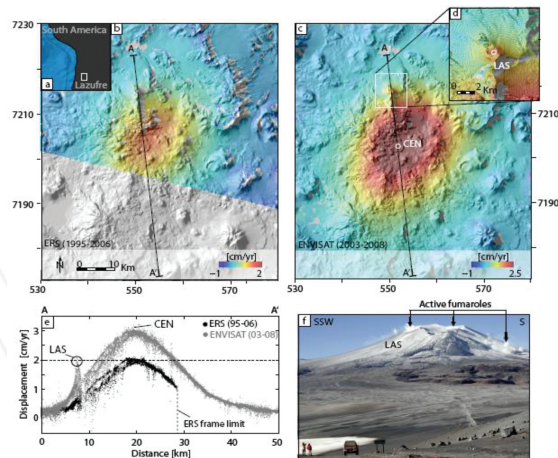 7230
7210
7190
South America
Lazufre
a
b
A
A'
ERS (1995-2006)
N
0 10 Km
[cm/yr]
−1 2
530 550 570
c
A
CEN
A'
ENVISAT (2003-2008)
[cm/yr]
−1 2.5
530 550 570
7230
7210
7190
d
LAS
0 2 Km
A A'
e
CEN
LAS
ERS (95-06)
ENVISAT (03-08)
ERS frame limit
Displacement [cm/yr]
3
2
1
0
0 10 20 30 40 50
Distance [km]
Active fumaroles
f SSW S
LAS